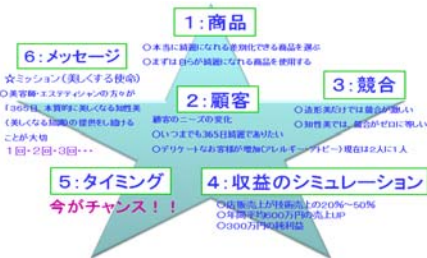 1:商品
○本当に綺麗になれる差別化できる商品を選ぶ
○まずは自らが綺麗になれる商品を使用する
6:メッセージ
☆ミッション(美しくする使命)
○美容師・エステティシャンの方々が
「365日、本質的に美しくなる知性美
(美しくなる知識)の提供をし続ける
ことが大切
1回・2回・3回・・・
2:顧客
顧客のニーズの変化
○いつまでも365日綺麗でありたい
○デリケートなお客様が増加(アレルギー・アトピー)現在は2人に1人
3:競合
○造形美だけでは競合が激しい
○知性美では、競合がゼロに等しい
5:タイミング
今がチャンス!!
4:収益のシミュレーション
○店販売上が技術売上の20%~50%
○年間平均600万円の売上UP
○300万円の純利益